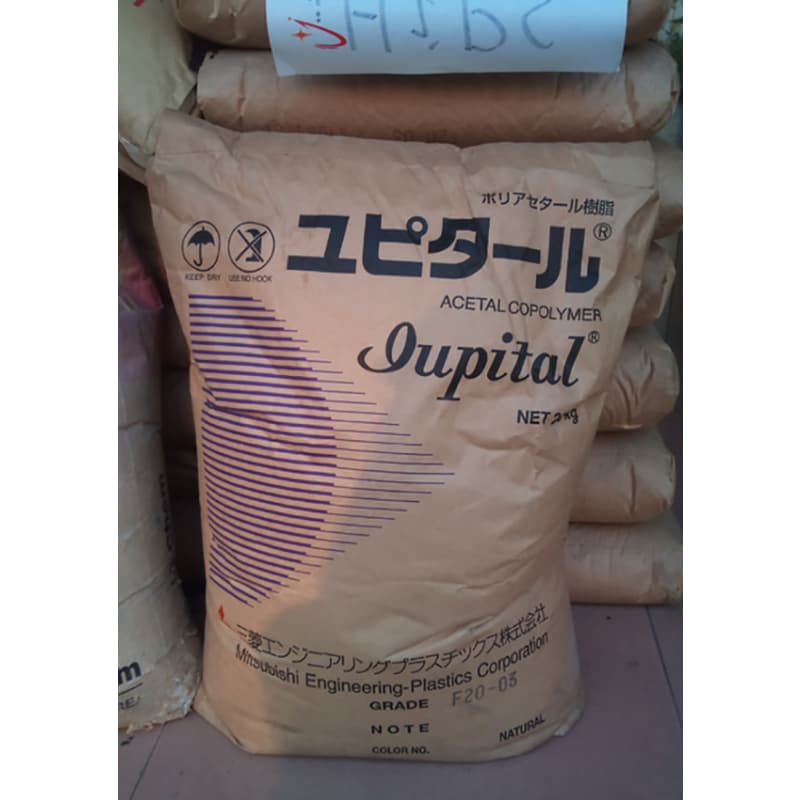 ポリアセタール樹脂
ユピタール®
KEEP DRY USE NO HOOK
ACETAL COPOLYMER
Iupital®
NET
kg
三菱エンジニアリングプラスチックス株式会社
Mitsubishi Engineering-Plastics Corporation
GRADE F20-03
NOTE
COLOR NO. NATURAL